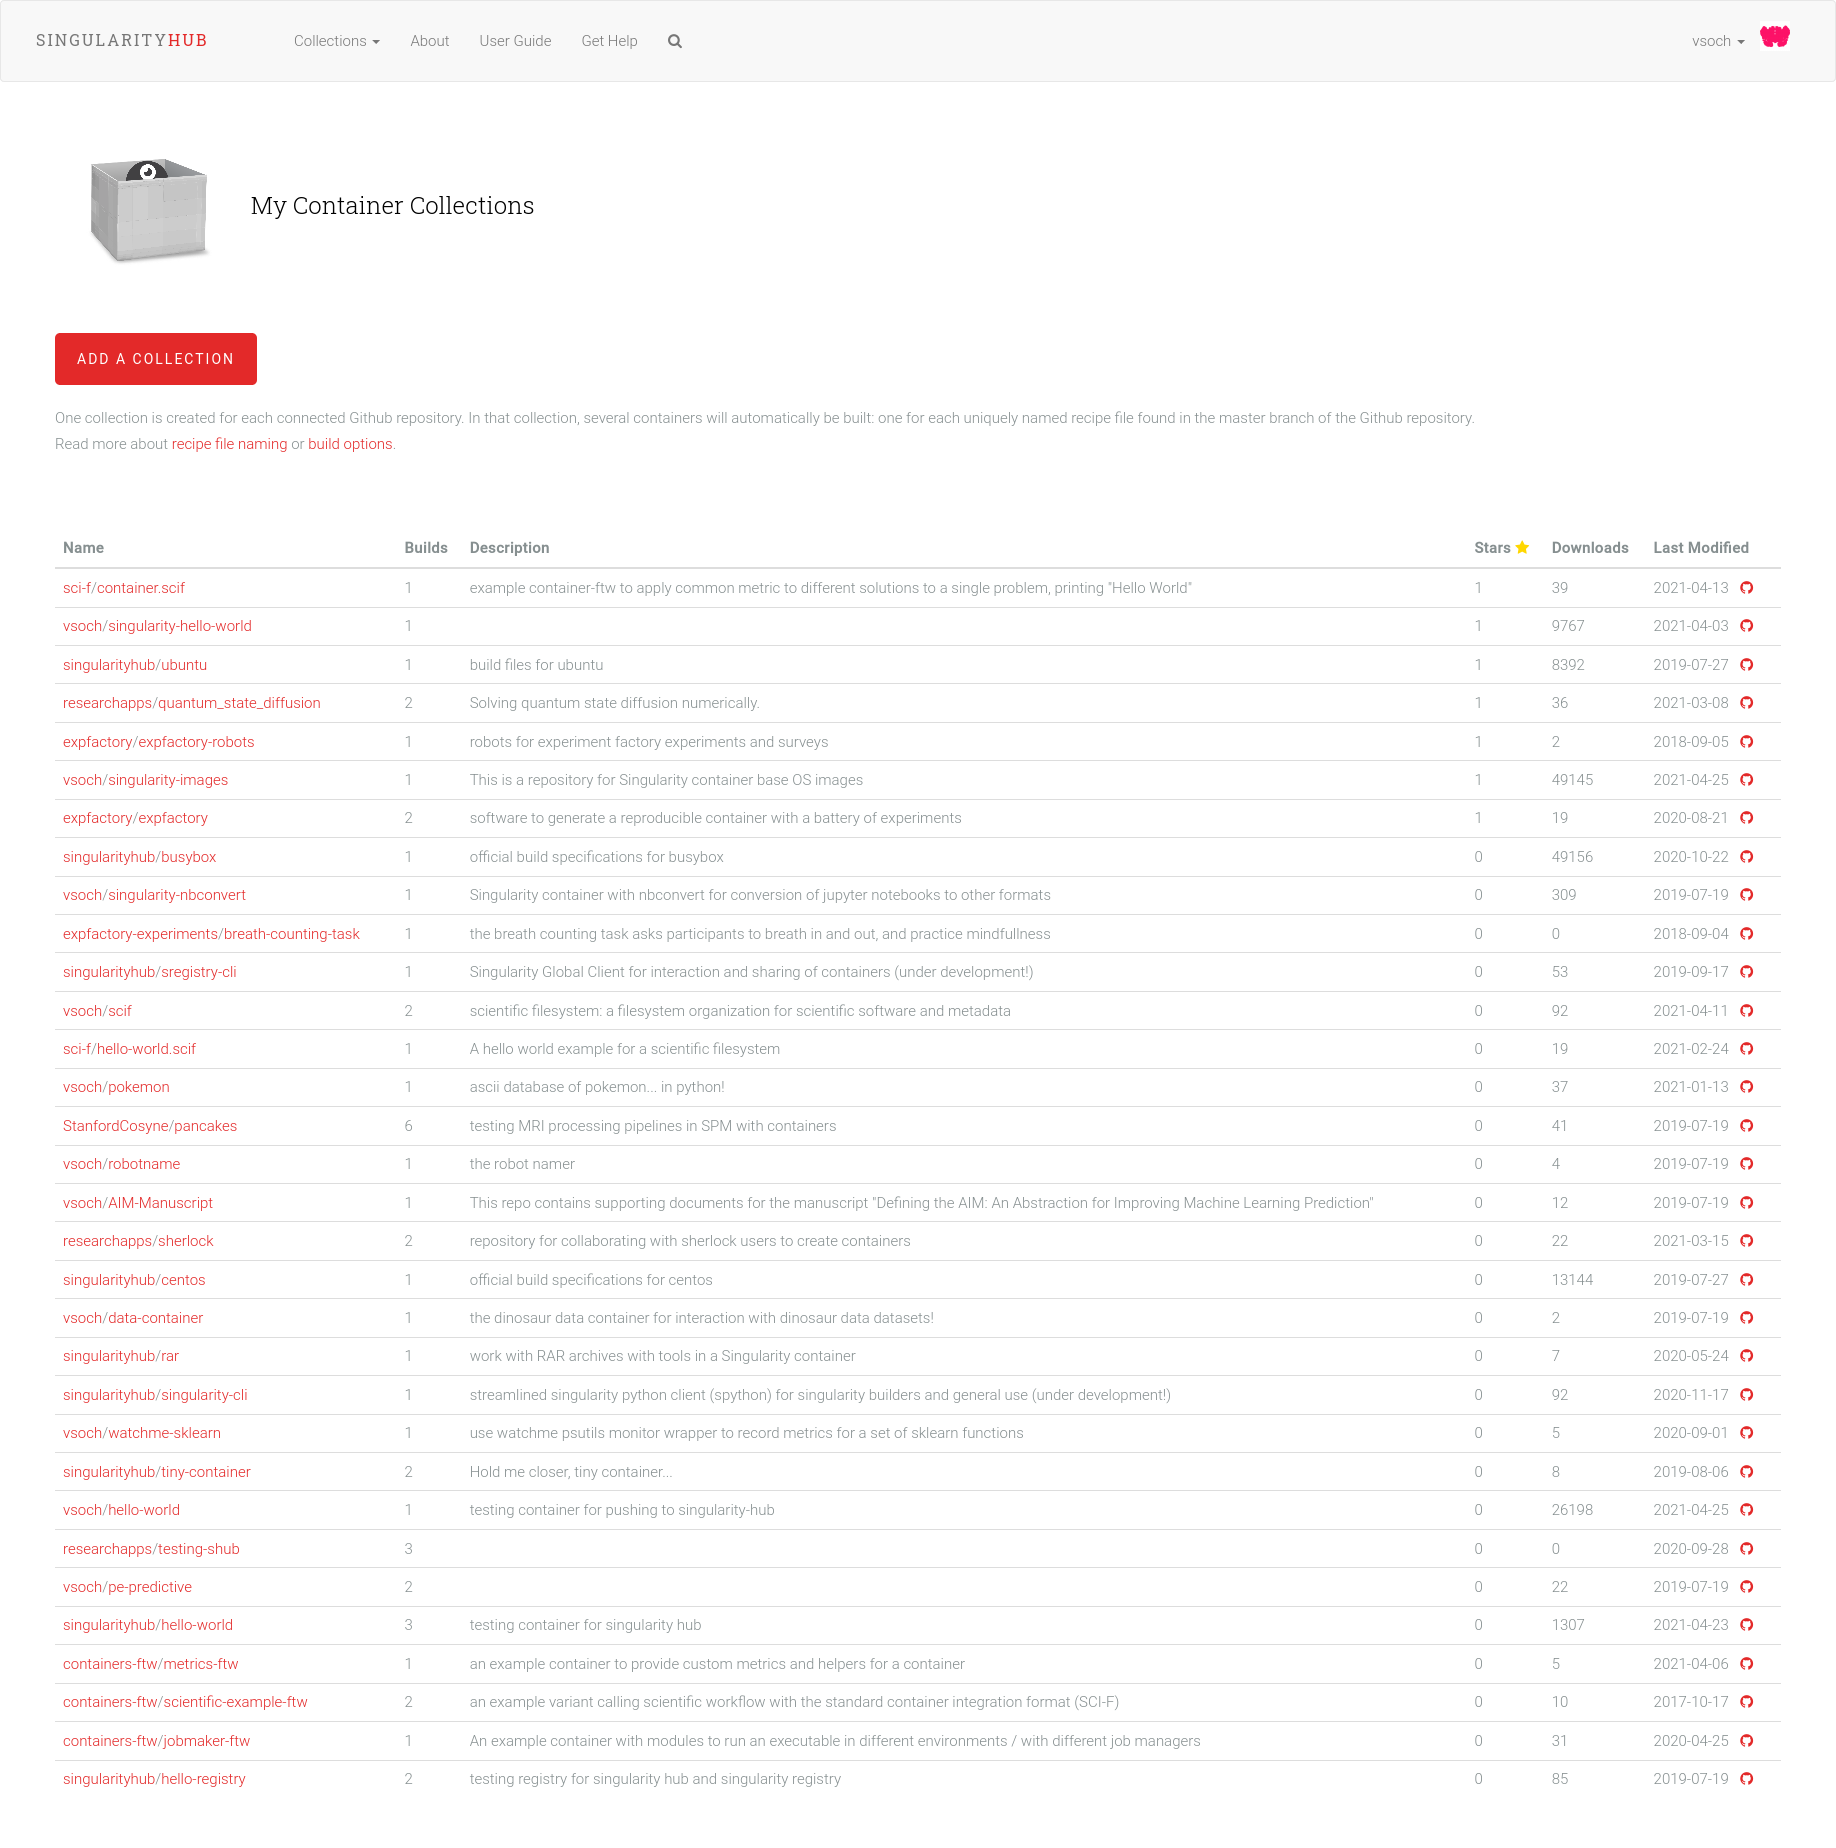 SINGULARITYHUB Collections About User Guide Get Help vsoch
My Container Collections
ADD A COLLECTION
One collection is created for each connected Github repository. In that collection, several containers will automatically be built: one for each uniquely named recipe file found in the master branch of the Github repository.
Read more about recipe file naming or build options.
Name Builds Description Stars Downloads Last Modified
sci-f/container.scif 1 example container-ftw to apply common metric to different solutions to a single problem, printing "Hello World" 1 39 2021-04-13
vsoch/singularity-hello-world 1 1 9767 2021-04-03
singularityhub/ubuntu 1 build files for ubuntu 1 8392 2019-07-27
researchapps/quantum_state_diffusion 2 Solving quantum state diffusion numerically. 1 36 2021-03-08
expfactory/expfactory-robots 1 robots for experiment factory experiments and surveys 1 2 2018-09-05
vsoch/singularity-images 1 This is a repository for Singularity container base OS images 1 49145 2021-04-25
expfactory/expfactory 2 software to generate a reproducible container with a battery of experiments 1 19 2020-08-21
singularityhub/busybox 1 official build specifications for busybox 0 49156 2020-10-22
vsoch/singularity-nbconvert 1 Singularity container with nbconvert for conversion of jupyter notebooks to other formats 0 309 2019-07-19
expfactory-experiments/breath-counting-task 1 the breath counting task asks participants to breath in and out, and practice mindfullness 0 0 2018-09-04
singularityhub/sregistry-cli 1 Singularity Global Client for interaction and sharing of containers (under development!) 0 53 2019-09-17
vsoch/scif 2 scientific filesystem: a filesystem organization for scientific software and metadata 0 92 2021-04-11
sci-f/hello-world.scif 1 A hello world example for a scientific filesystem 0 19 2021-02-24
vsoch/pokemon 1 ascii database of pokemon... in python! 0 37 2021-01-13
StanfordCosyne/pancakes 6 testing MRI processing pipelines in SPM with containers 0 41 2019-07-19
vsoch/robotname 1 the robot namer 0 4 2019-07-19
vsoch/AIM-Manuscript 1 This repo contains supporting documents for the manuscript "Defining the AIM: An Abstraction for Improving Machine Learning Prediction" 0 12 2019-07-19
researchapps/sherlock 2 repository for collaborating with sherlock users to create containers 0 22 2021-03-15
singularityhub/centos 1 official build specifications for centos 0 13144 2019-07-27
vsoch/data-container 1 the dinosaur data container for interaction with dinosaur data datasets! 0 2 2019-07-19
singularityhub/rar 1 work with RAR archives with tools in a Singularity container 0 7 2020-05-24
singularityhub/singularity-cli 1 streamlined singularity python client (spython) for singularity builders and general use (under development!) 0 92 2020-11-17
vsoch/watchme-sklearn 1 use watchme psutils monitor wrapper to record metrics for a set of sklearn functions 0 5 2020-09-01
singularityhub/tiny-container 2 Hold me closer, tiny container... 0 8 2019-08-06
vsoch/hello-world 1 testing container for pushing to singularity-hub 0 26198 2021-04-25
researchapps/testing-shub 3 0 0 2020-09-28
vsoch/pe-predictive 2 0 22 2019-07-19
singularityhub/hello-world 3 testing container for singularity hub 0 1307 2021-04-23
containers-ftw/metrics-ftw 1 an example container to provide custom metrics and helpers for a container 0 5 2021-04-06
containers-ftw/scientific-example-ftw 2 an example variant calling scientific workflow with the standard container integration format (SCI-F) 0 10 2017-10-17
containers-ftw/jobmaker-ftw 1 An example container with modules to run an executable in different environments / with different job managers 0 31 2020-04-25
singularityhub/hello-registry 2 testing registry for singularity hub and singularity registry 0 85 2019-07-19